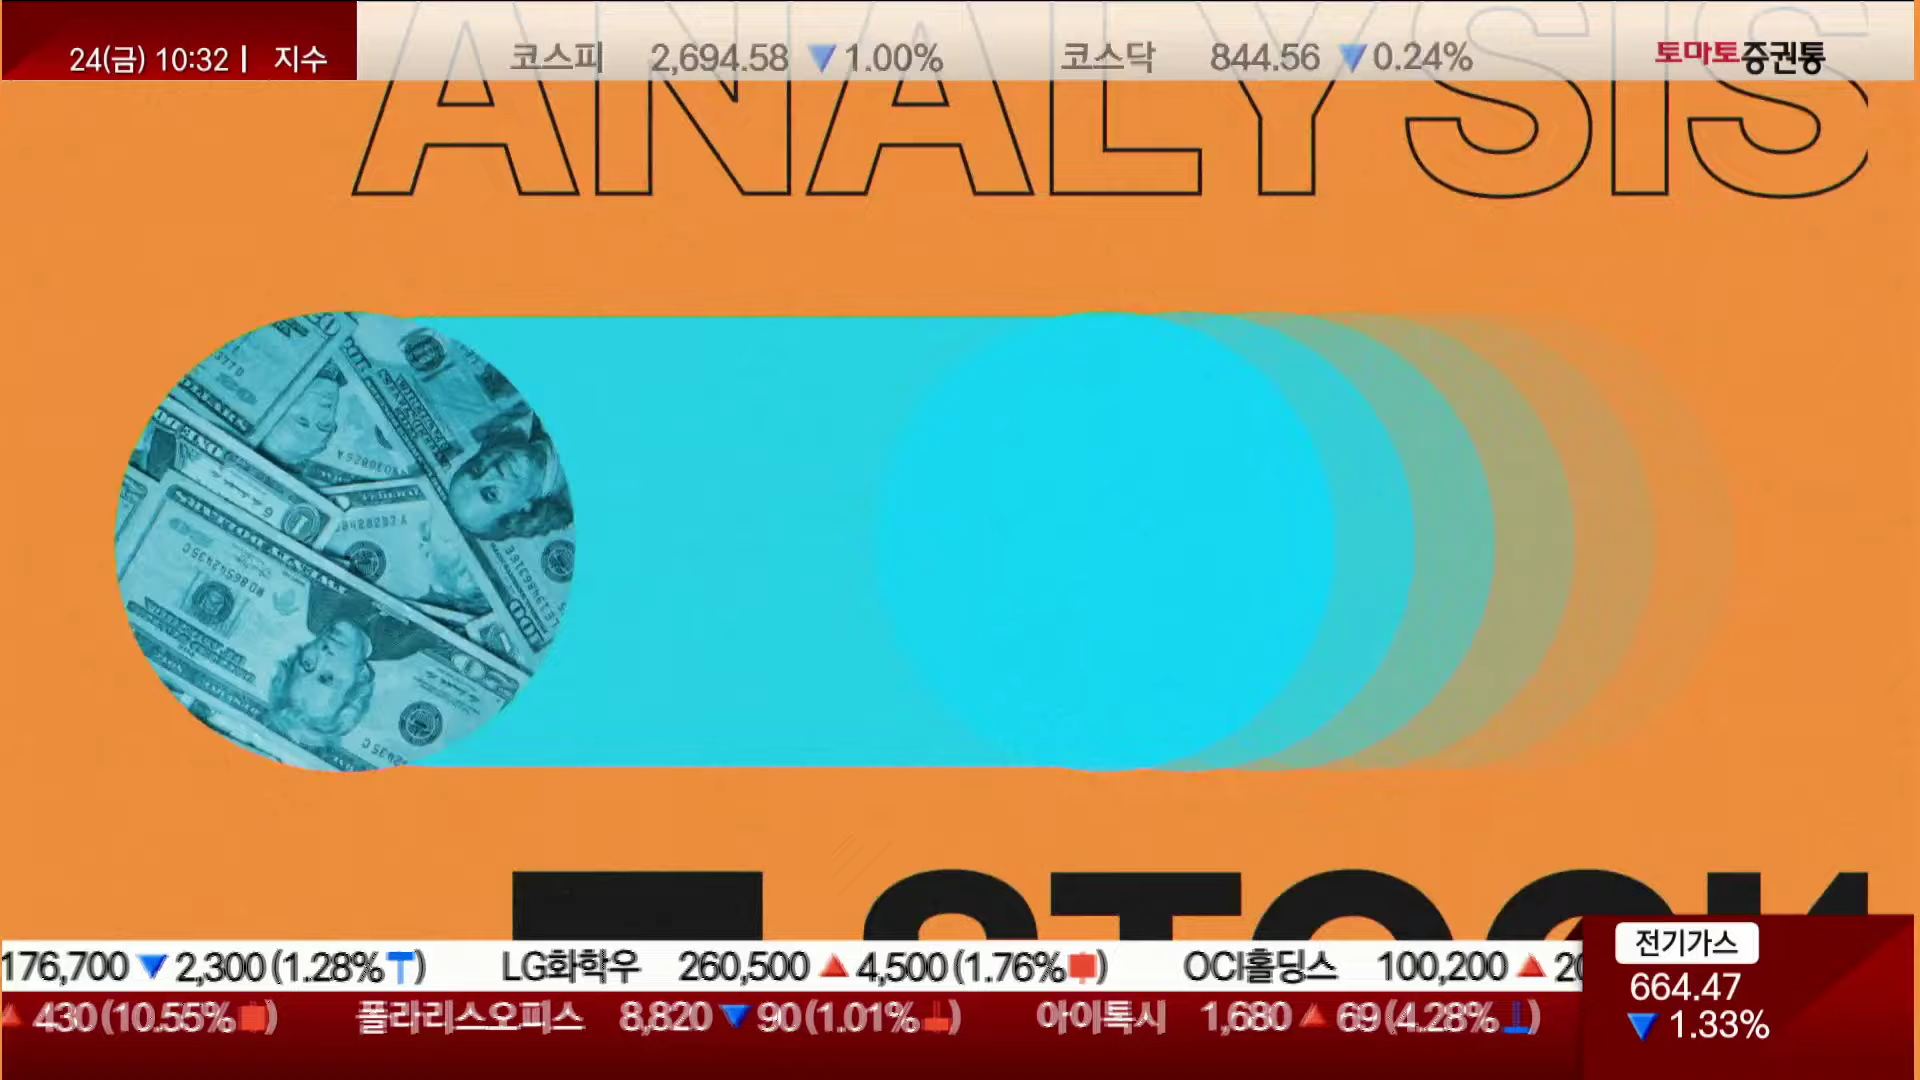 24(금) 10:32 | 지수 코스피 2,694.58 ▼ 1.00% 코스닥 844.56 ▼ 0.24% 토마토증권통
ANALYSIS
STOCK
176,700 ▼ 2,300 (1.28%) LG화학우 260,500 ▲ 4,500 (1.76%) OCI홀딩스 100,200 ▲ 20
▲ 430 (10.55%) 폴라리스오피스 8,820 ▼ 90 (1.01%) 아이톡시 1,680 ▲ 69 (4.28%)
전기가스
664.47
▼ 1.33%